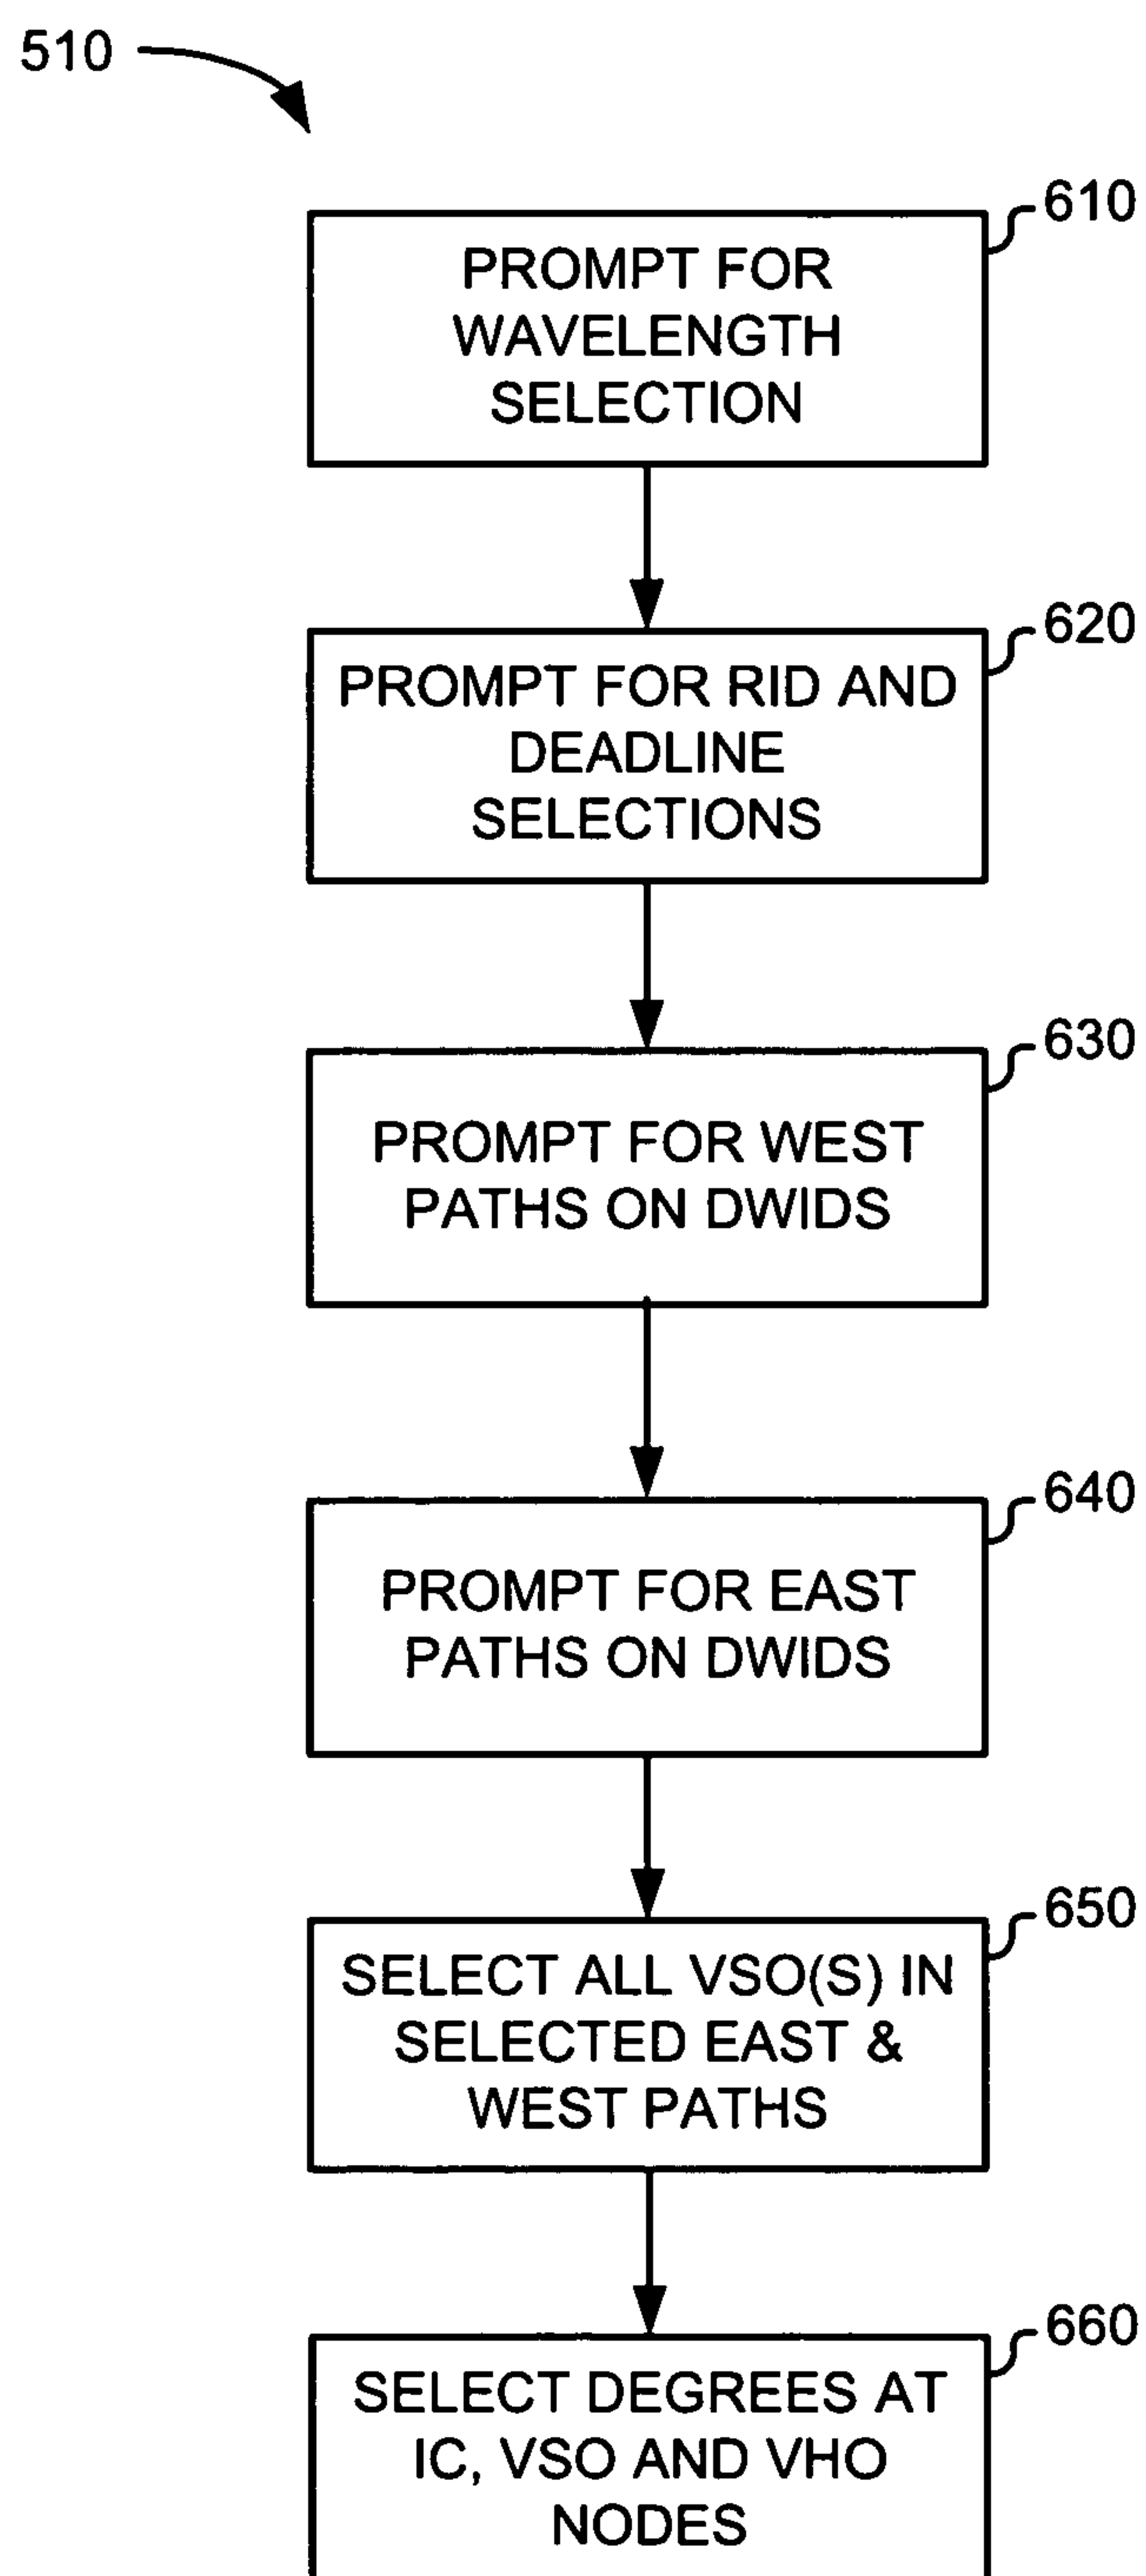 510
610
PROMPT FOR
WAVELENGTH
SELECTION
620
PROMPT FOR RID AND
DEADLINE
SELECTIONS
630
PROMPT FOR WEST
PATHS ON DWIDS
640
PROMPT FOR EAST
PATHS ON DWIDS
650
SELECT ALL VSO(S) IN
SELECTED EAST &
WEST PATHS
660
SELECT DEGREES AT
IC, VSO AND VHO
NODES